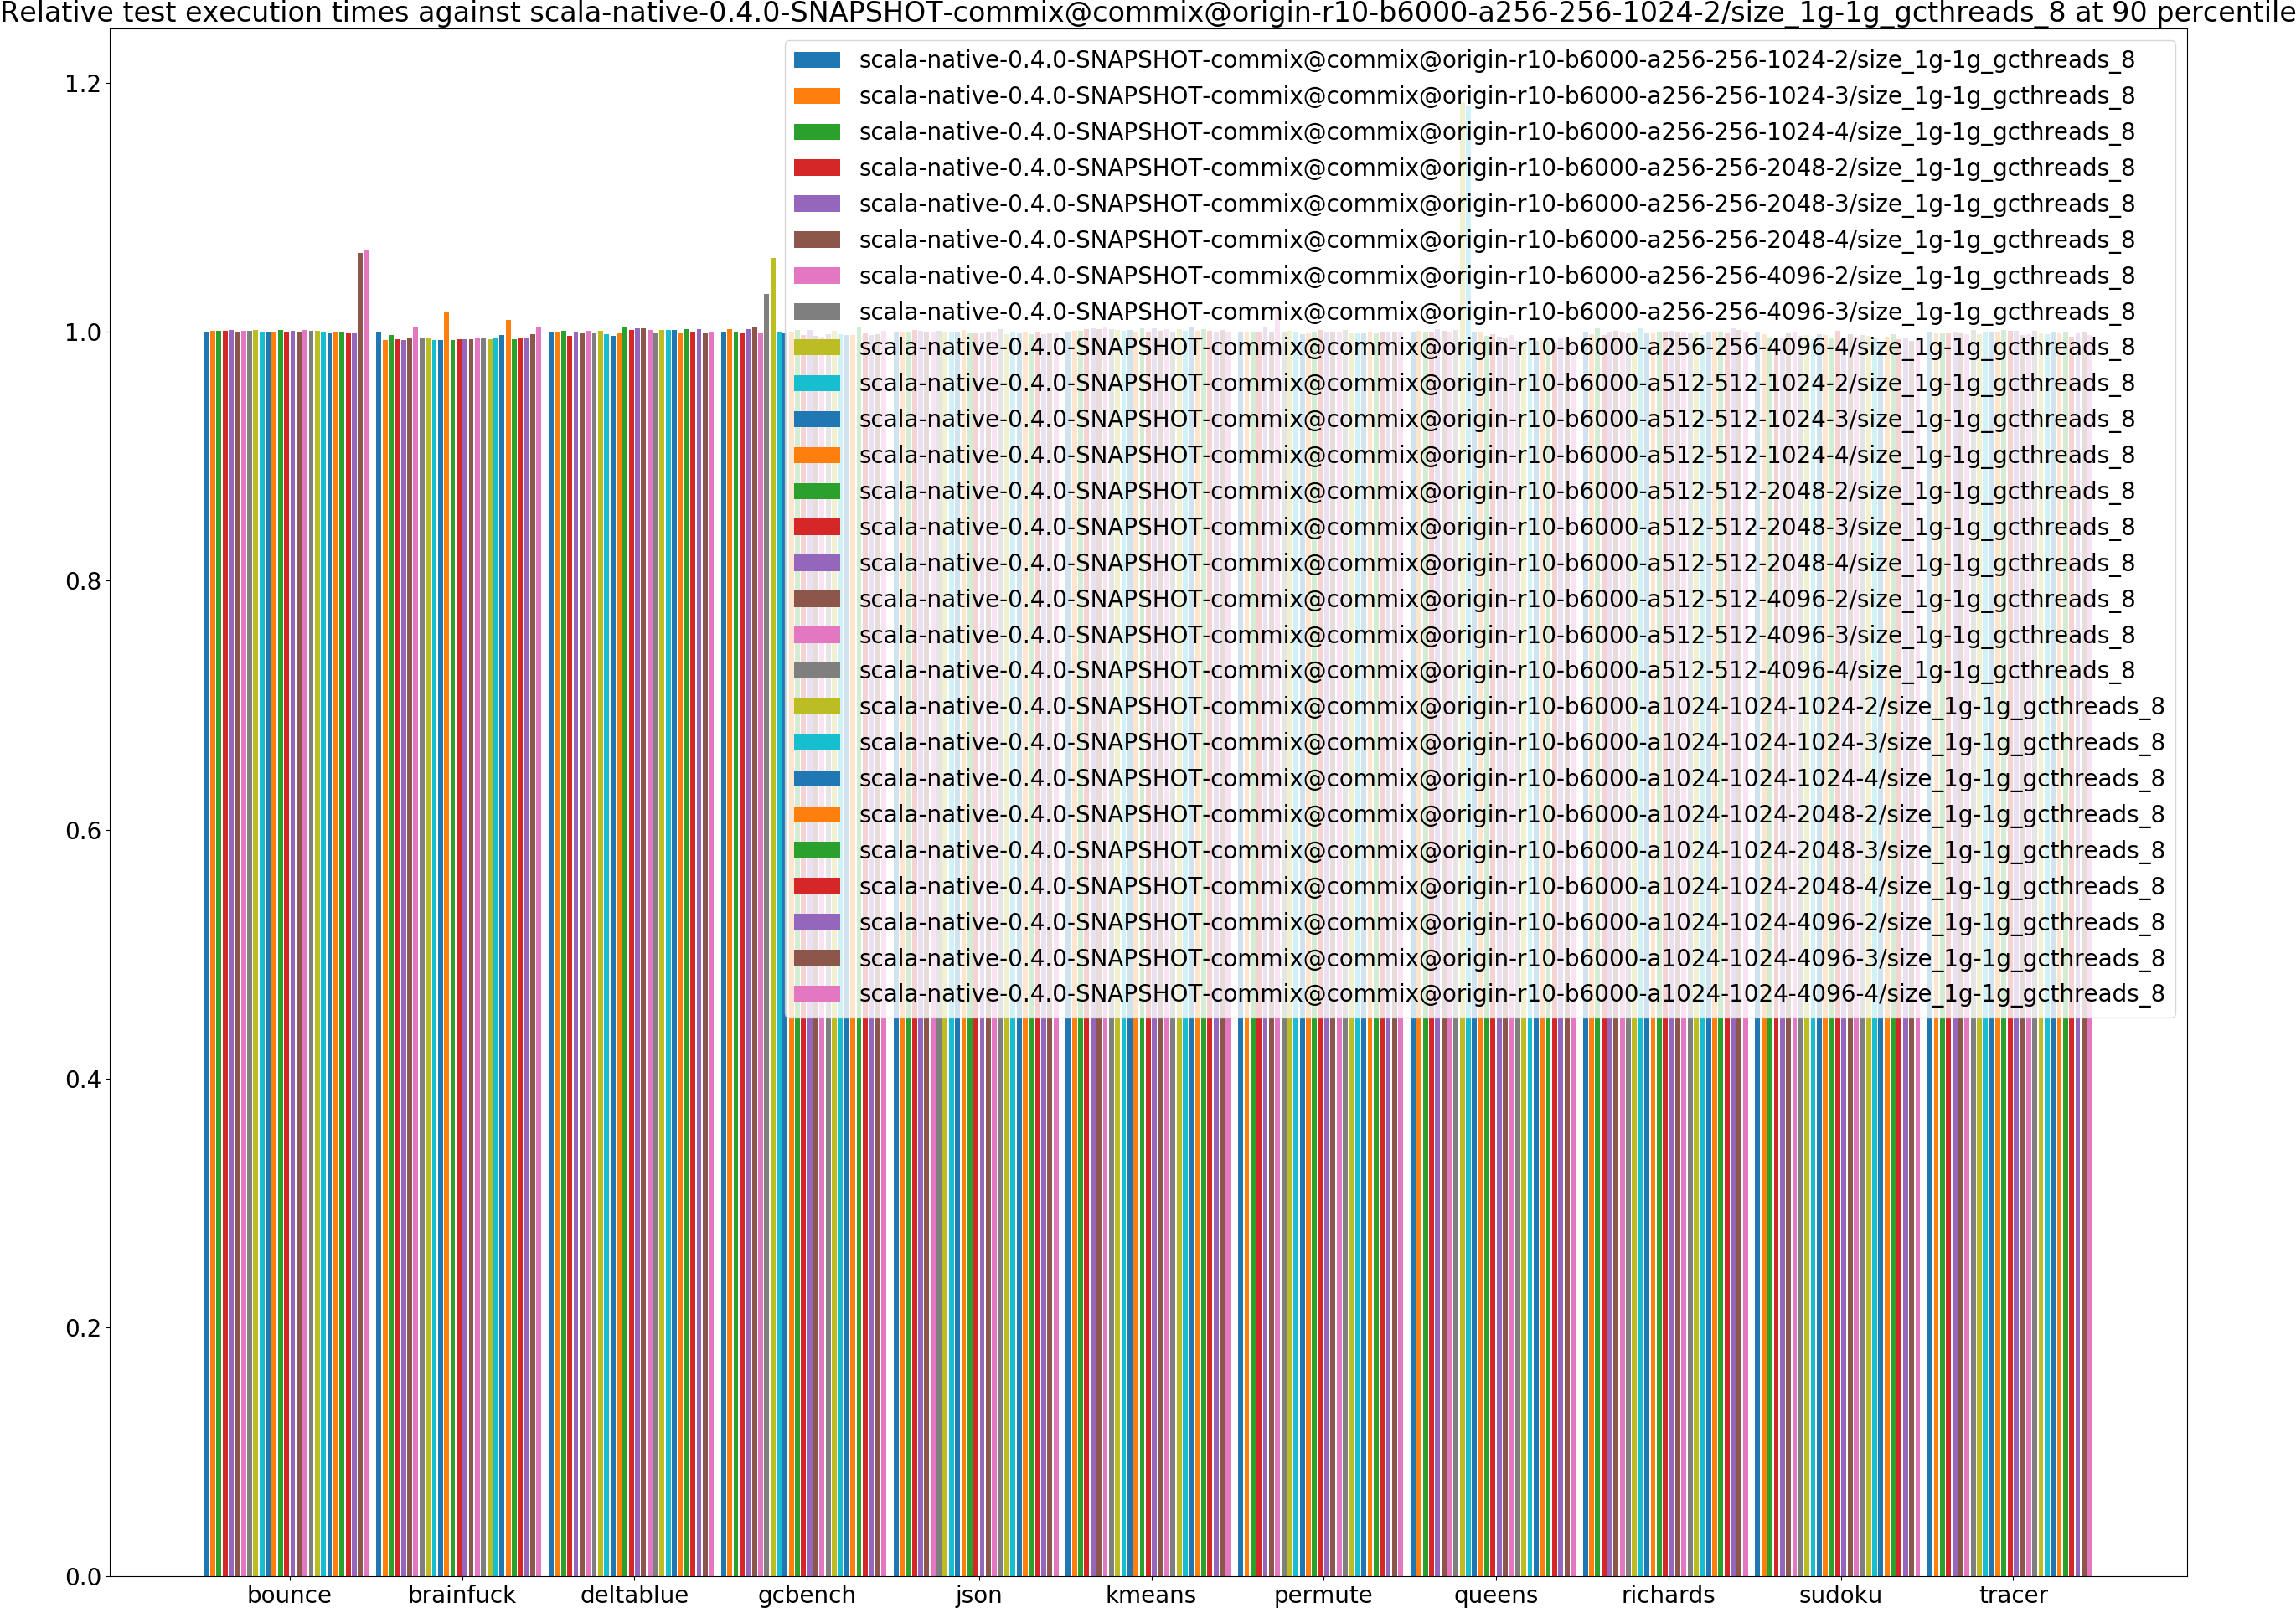 Relative test execution times against scala-native-0.4.0-SNAPSHOT-commix@commix@origin-r10-b6000-a256-256-1024-2/size_1g-1g_gcthreads_8 at 90 percentile
scala-native-0.4.0-SNAPSHOT-commix@commix@origin-r10-b6000-a256-256-1024-2/size_1g-1g_gcthreads_8
scala-native-0.4.0-SNAPSHOT-commix@commix@origin-r10-b6000-a256-256-1024-3/size_1g-1g_gcthreads_8
scala-native-0.4.0-SNAPSHOT-commix@commix@origin-r10-b6000-a256-256-1024-4/size_1g-1g_gcthreads_8
scala-native-0.4.0-SNAPSHOT-commix@commix@origin-r10-b6000-a256-256-2048-2/size_1g-1g_gcthreads_8
scala-native-0.4.0-SNAPSHOT-commix@commix@origin-r10-b6000-a256-256-2048-3/size_1g-1g_gcthreads_8
scala-native-0.4.0-SNAPSHOT-commix@commix@origin-r10-b6000-a256-256-2048-4/size_1g-1g_gcthreads_8
scala-native-0.4.0-SNAPSHOT-commix@commix@origin-r10-b6000-a256-256-4096-2/size_1g-1g_gcthreads_8
scala-native-0.4.0-SNAPSHOT-commix@commix@origin-r10-b6000-a256-256-4096-3/size_1g-1g_gcthreads_8
scala-native-0.4.0-SNAPSHOT-commix@commix@origin-r10-b6000-a256-256-4096-4/size_1g-1g_gcthreads_8
scala-native-0.4.0-SNAPSHOT-commix@commix@origin-r10-b6000-a512-512-1024-2/size_1g-1g_gcthreads_8
scala-native-0.4.0-SNAPSHOT-commix@commix@origin-r10-b6000-a512-512-1024-3/size_1g-1g_gcthreads_8
scala-native-0.4.0-SNAPSHOT-commix@commix@origin-r10-b6000-a512-512-1024-4/size_1g-1g_gcthreads_8
scala-native-0.4.0-SNAPSHOT-commix@commix@origin-r10-b6000-a512-512-2048-2/size_1g-1g_gcthreads_8
scala-native-0.4.0-SNAPSHOT-commix@commix@origin-r10-b6000-a512-512-2048-3/size_1g-1g_gcthreads_8
scala-native-0.4.0-SNAPSHOT-commix@commix@origin-r10-b6000-a512-512-2048-4/size_1g-1g_gcthreads_8
scala-native-0.4.0-SNAPSHOT-commix@commix@origin-r10-b6000-a512-512-4096-2/size_1g-1g_gcthreads_8
scala-native-0.4.0-SNAPSHOT-commix@commix@origin-r10-b6000-a512-512-4096-3/size_1g-1g_gcthreads_8
scala-native-0.4.0-SNAPSHOT-commix@commix@origin-r10-b6000-a512-512-4096-4/size_1g-1g_gcthreads_8
scala-native-0.4.0-SNAPSHOT-commix@commix@origin-r10-b6000-a1024-1024-1024-2/size_1g-1g_gcthreads_8
scala-native-0.4.0-SNAPSHOT-commix@commix@origin-r10-b6000-a1024-1024-1024-3/size_1g-1g_gcthreads_8
scala-native-0.4.0-SNAPSHOT-commix@commix@origin-r10-b6000-a1024-1024-1024-4/size_1g-1g_gcthreads_8
scala-native-0.4.0-SNAPSHOT-commix@commix@origin-r10-b6000-a1024-1024-2048-2/size_1g-1g_gcthreads_8
scala-native-0.4.0-SNAPSHOT-commix@commix@origin-r10-b6000-a1024-1024-2048-3/size_1g-1g_gcthreads_8
scala-native-0.4.0-SNAPSHOT-commix@commix@origin-r10-b6000-a1024-1024-2048-4/size_1g-1g_gcthreads_8
scala-native-0.4.0-SNAPSHOT-commix@commix@origin-r10-b6000-a1024-1024-4096-2/size_1g-1g_gcthreads_8
scala-native-0.4.0-SNAPSHOT-commix@commix@origin-r10-b6000-a1024-1024-4096-3/size_1g-1g_gcthreads_8
scala-native-0.4.0-SNAPSHOT-commix@commix@origin-r10-b6000-a1024-1024-4096-4/size_1g-1g_gcthreads_8
1.2
1.0
0.8
0.6
0.4
0.2
0.0
bounce brainfuck deltablue gcbench json kmeans permute queens richards sudoku tracer